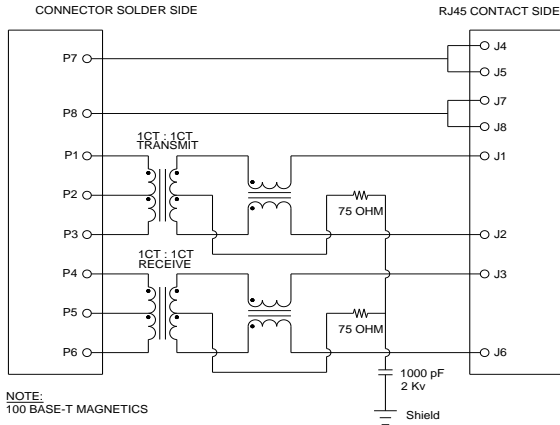 CONNECTOR SOLDER SIDE
RJ45 CONTACT SIDE
P7
J4
J5
P8
J7
J8
1CT : 1CT
TRANSMIT
P1
J1
P2
75 OHM
P3
J2
1CT : 1CT
RECEIVE
P4
J3
P5
75 OHM
P6
J6
1000 pF
2 Kv
Shield
NOTE:
100 BASE-T MAGNETICS